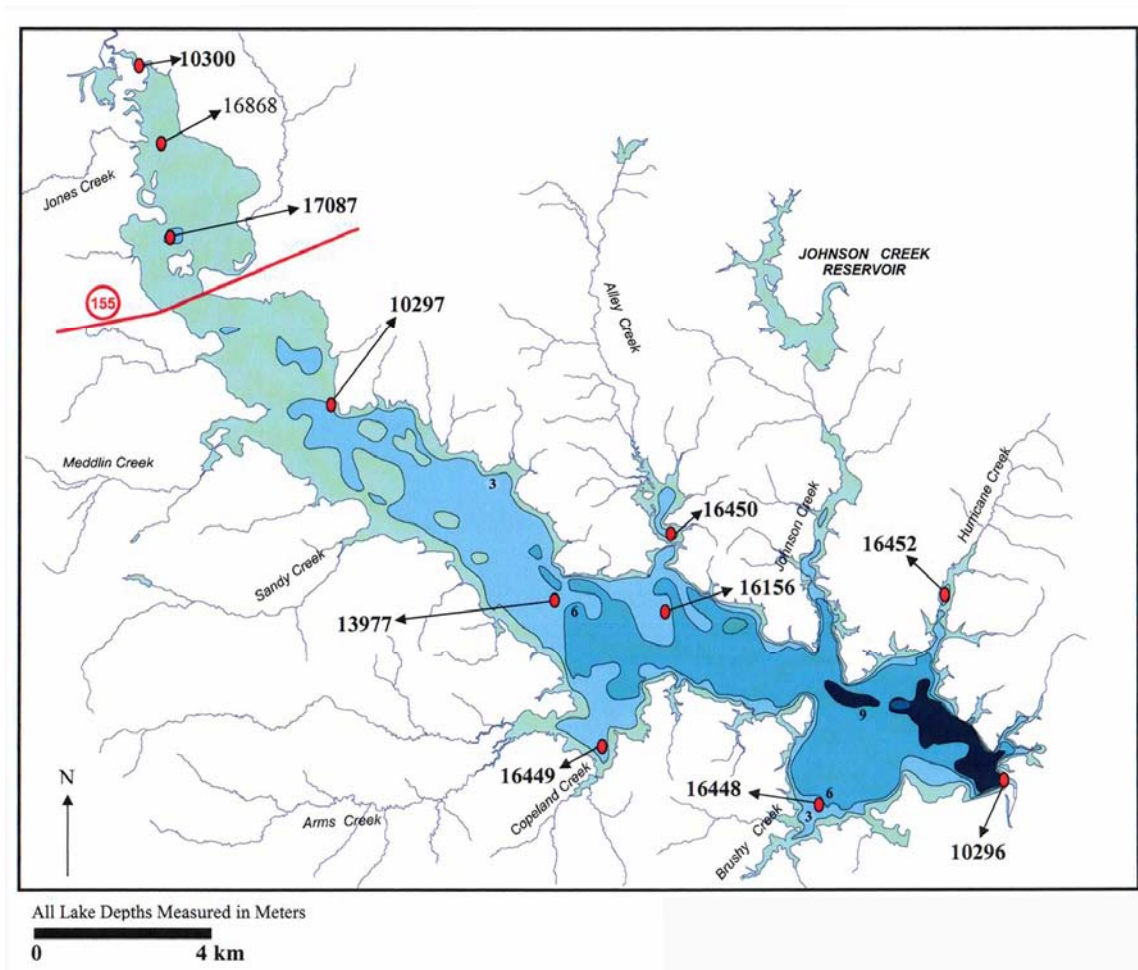 10300
16868
Jones Creek
17087
155
JOHNSON CREEK
RESERVOIR
10297
Alley Creek
Meddlin Creek
3
16450
Johnson Creek
Hurricane Creek
16452
Sandy Creek
16156
13977
6
9
16449
Copeland Creek
16448
6
3
Brushy Creek
Arms Creek
10296
N
All Lake Depths Measured in Meters
0 4 km